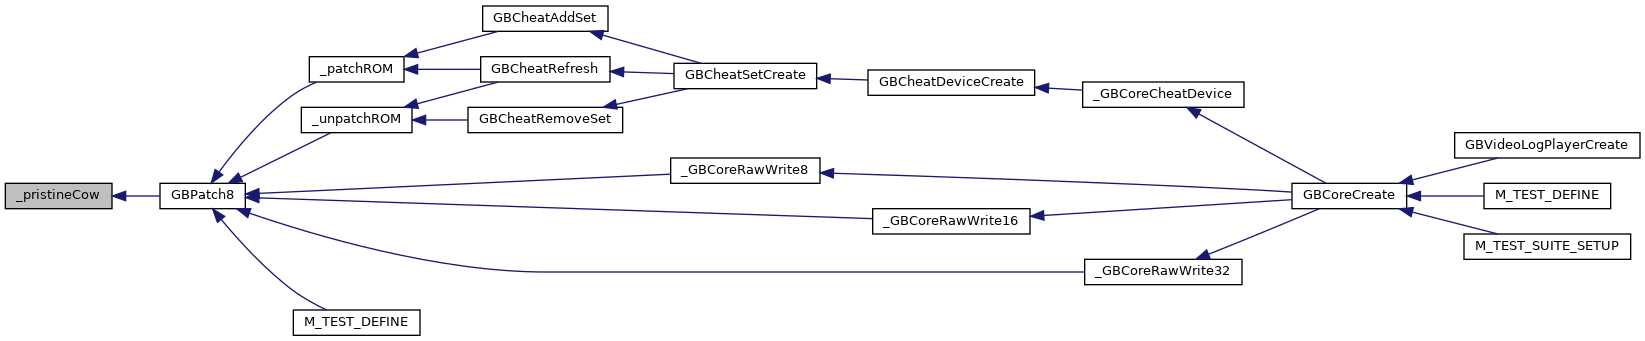 GBCheatAddSet
_patchROM
GBCheatRefresh
GBCheatSetCreate
GBCheatDeviceCreate
_GBCoreCheatDevice
_unpatchROM
GBCheatRemoveSet
GBVideoLogPlayerCreate
_GBCoreRawWrite8
_pristineCow
GBPatch8
GBCoreCreate
M_TEST_DEFINE
_GBCoreRawWrite16
M_TEST_SUITE_SETUP
_GBCoreRawWrite32
M_TEST_DEFINE